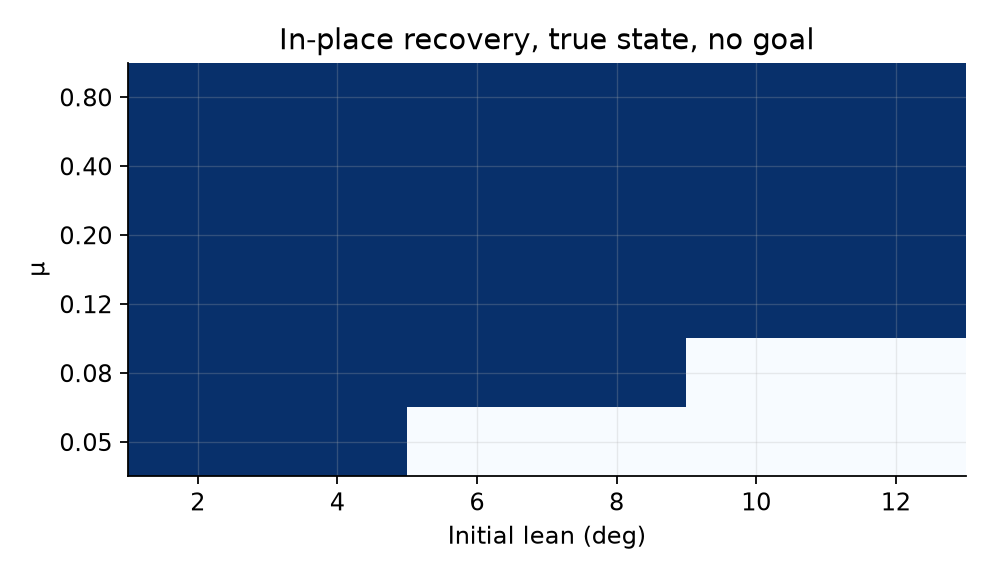 In-place recovery, true state, no goal
0.80
0.40
0.20
0.12
0.08
0.05
μ
2 4 6 8 10 12
Initial lean (deg)